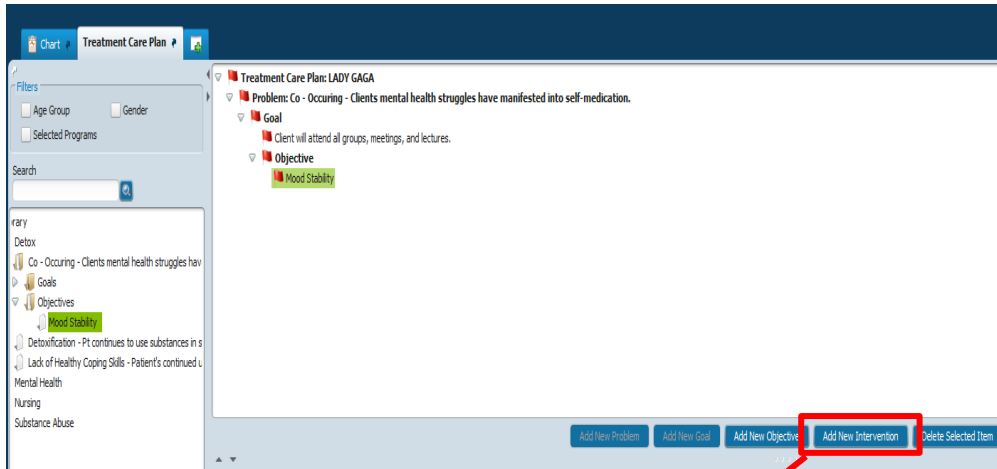 Chart
Treatment Care Plan
Filters
Age Group
Gender
Selected Programs
Search
rary
Detox
Co - Occuring - Clients mental health struggles hav
Goals
Objectives
Mood Stability
Detoxification - Pt continues to use substances in s
Lack of Healthy Coping Skills - Patient's continued u
Mental Health
Nursing
Substance Abuse
Treatment Care Plan: LADY GAGA
Problem: Co - Occuring - Clients mental health struggles have manifested into self-medication.
Goal
Client will attend all groups, meetings, and lectures.
Objective
Mood Stability
Add New Problem
Add New Goal
Add New Objective
Add New Intervention
Delete Selected Item